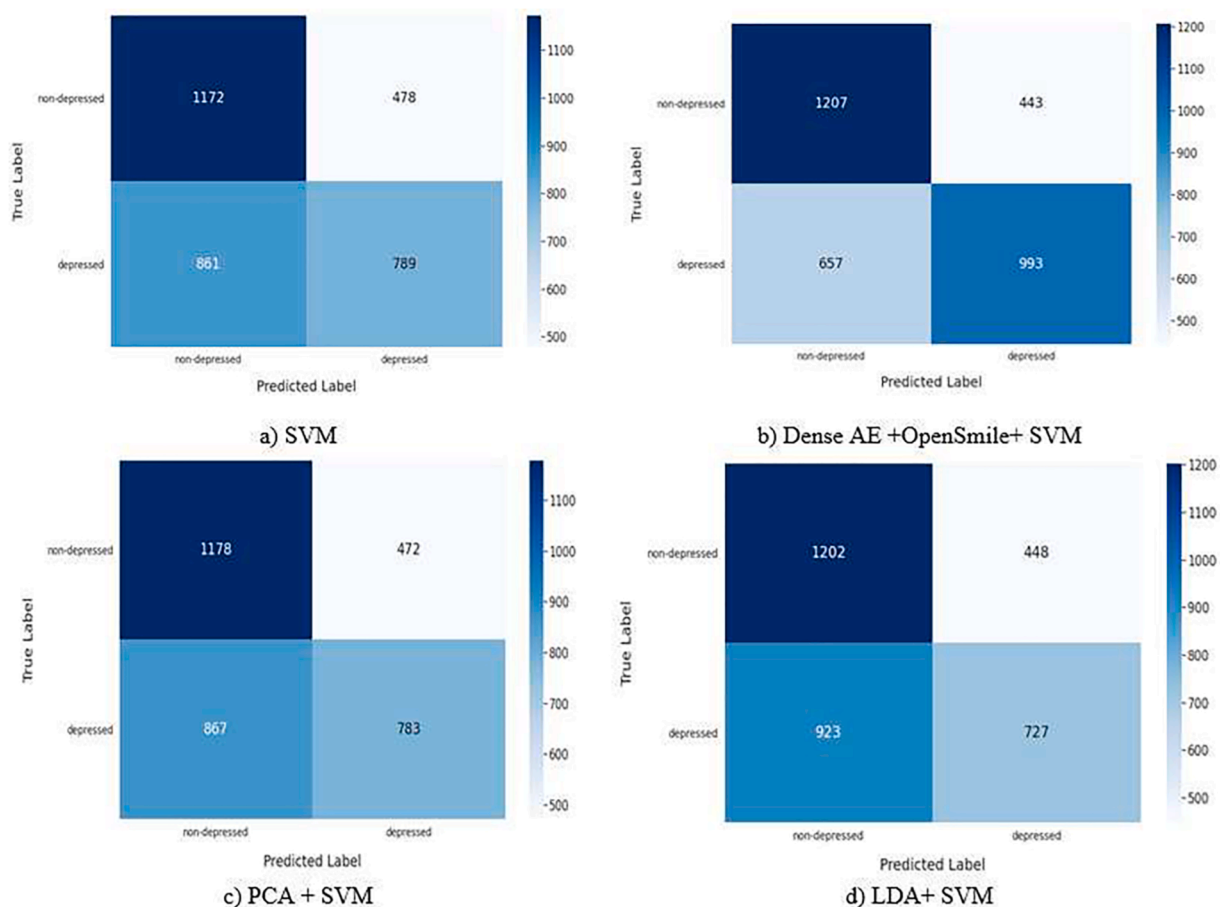 1172
478
861
789
non-depressed
depressed
non-depressed
depressed
True Label
Predicted Label
1100
1000
900
800
700
600
500
a) SVM
1207
443
657
993
non-depressed
depressed
non-depressed
depressed
True Label
Predicted Label
1200
1100
1000
900
800
700
600
500
b) Dense AE +OpenSmile+ SVM
1178
472
867
783
non-depressed
depressed
non-depressed
depressed
True Label
Predicted Label
1100
1000
900
800
700
600
500
c) PCA + SVM
1202
448
923
727
non-depressed
depressed
non-depressed
depressed
True Label
Predicted Label
1200
1100
1000
900
800
700
600
500
d) LDA+ SVM